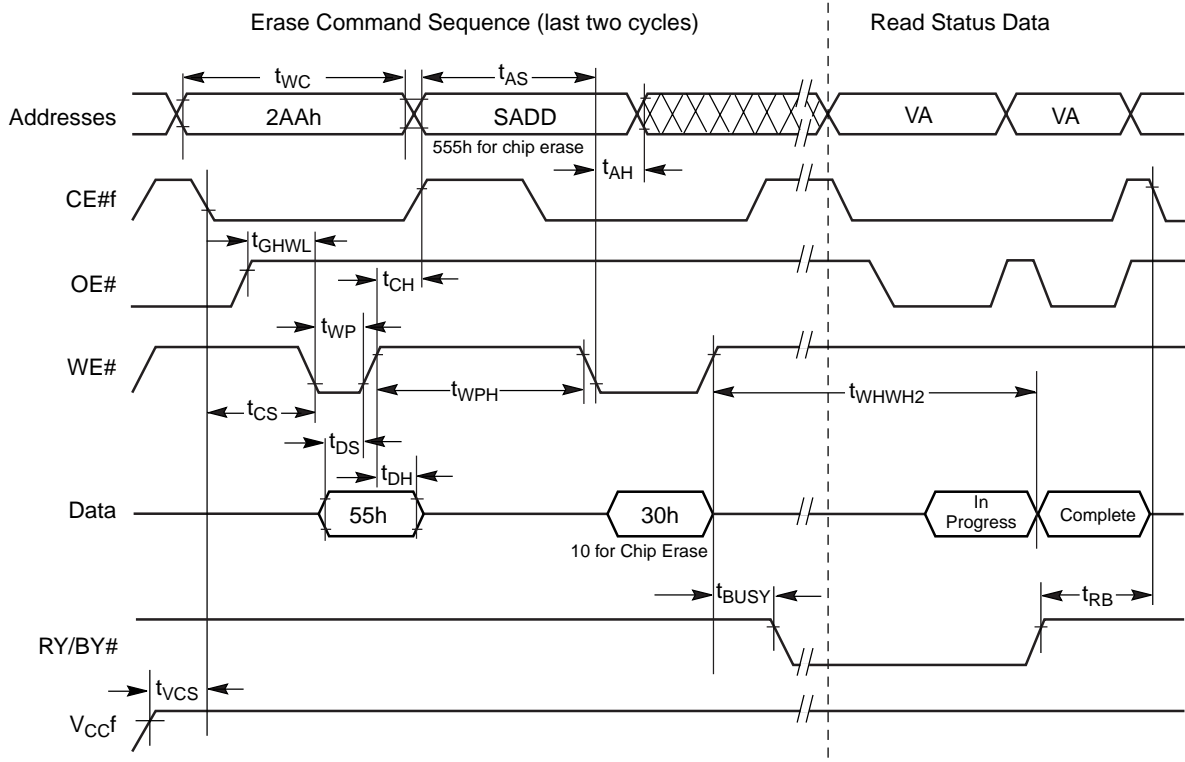 Erase Command Sequence (last two cycles)
Read Status Data
tWC
tAS
Addresses
2AAh
SADD
VA
VA
555h for chip erase
tAH
CE#f
tGHWL
OE#
tCH
tWP
WE#
tWPH
tWHWH2
tCS
tDS
tDH
Data
55h
30h
In
Progress
Complete
10 for Chip Erase
tBUSY
tRB
RY/BY#
tVCS
VCCf